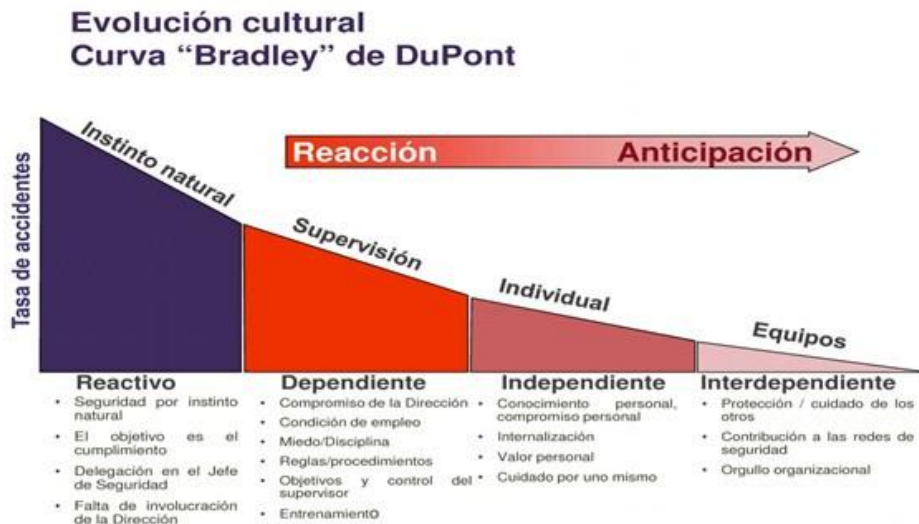 Evolución cultural
Curva “Bradley” de DuPont
Tasa de accidentes
Instinto natural
Reacción
Anticipación
Supervisión
Individual
Equipos
Reactivo
• Seguridad por instinto
natural
• El objetivo es el
cumplimiento
• Delegación en el Jefe
de Seguridad
• Falta de involucración
de la Dirección
Dependiente
• Compromiso de la Dirección
• Condición de empleo
• Miedo/Disciplina
• Reglas/procedimientos
• Objetivos y control del
supervisor
• Entrenamiento
Independiente
• Conocimiento personal,
compromiso personal
• Internalización
• Valor personal
• Cuidado por uno mismo
Interdependiente
• Protección / cuidado de los
otros
• Contribución a las redes de
seguridad
• Orgullo organizacional